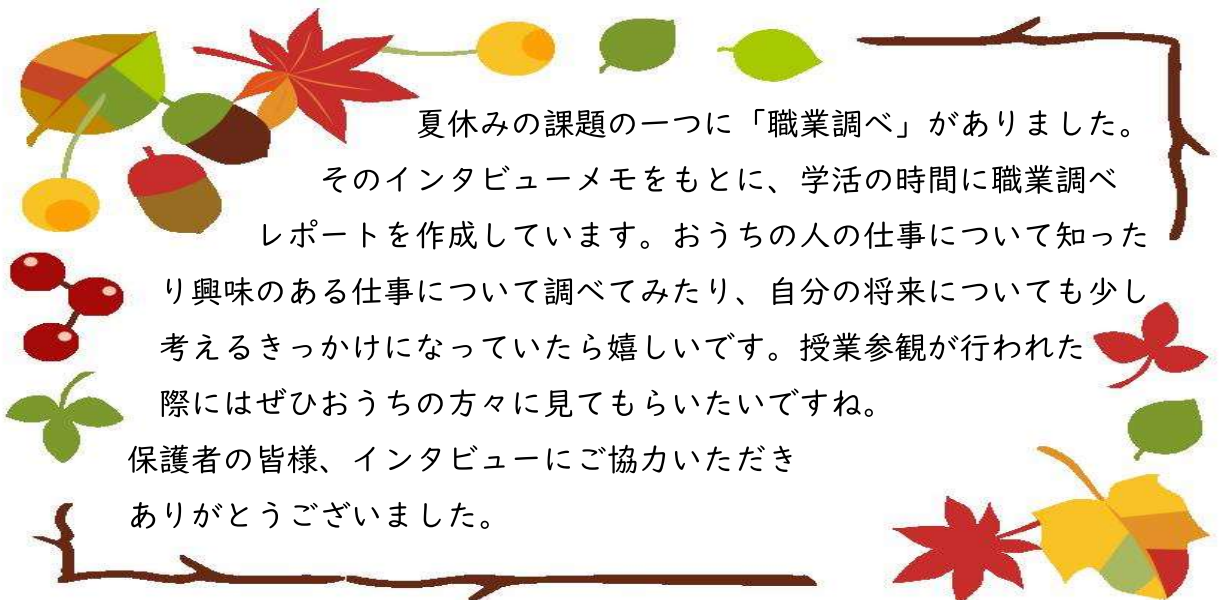 夏休みの課題の一つに「職業調べ」がありました。
そのインタビューメモをもとに、学活の時間に職業調べ
レポートを作成しています。おうちの人の仕事について知った
り興味のある仕事について調べてみたり、自分の将来についても少し
考えるきっかけになっていたら嬉しいです。授業参観が行われた
際にはぜひおうちの方々に見てもらいたいですね。
保護者の皆様、インタビューにご協力いただき
ありがとうございました。